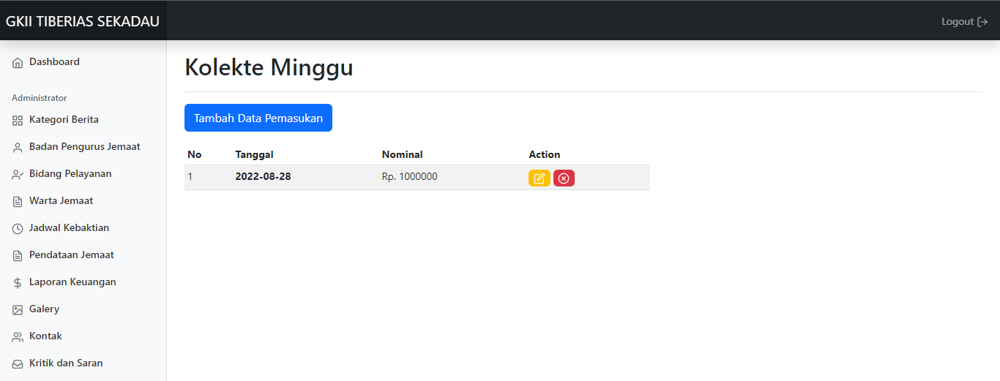 GKII TIBERIAS SEKADAU
Logout
Dashboard
Administrator
Kategori Berita
Badan Pengurus Jemaat
Bidang Pelayanan
Warta Jemaat
Jadwal Kebaktian
Pendataan Jemaat
Laporan Keuangan
Galery
Kontak
Kritik dan Saran
Kolekte Minggu
Tambah Data Pemasukan
No Tanggal Nominal Action
1 2022-08-28 Rp. 1000000